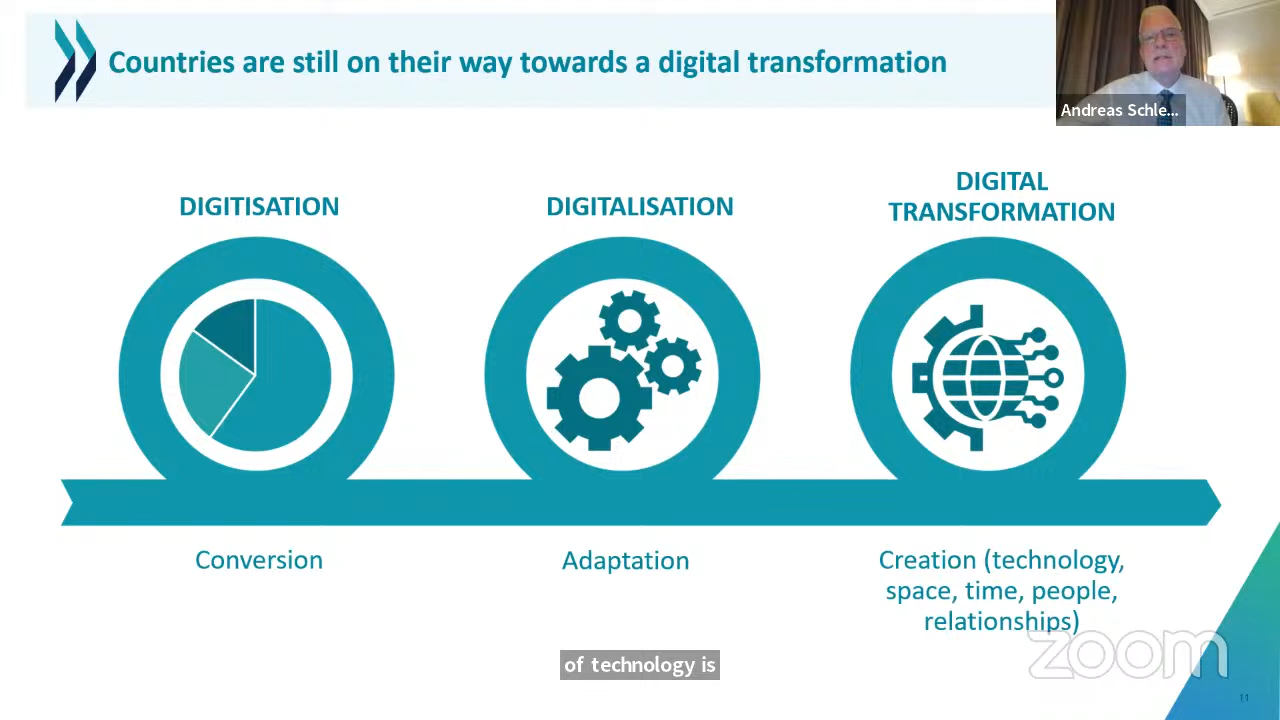 Countries are still on their way towards a digital transformation
Andreas Schle...
DIGITISATION
DIGITALISATION
DIGITAL
TRANSFORMATION
Conversion
Adaptation
Creation (technology,
space, time, people,
relationships)
zoom
of technology is
11